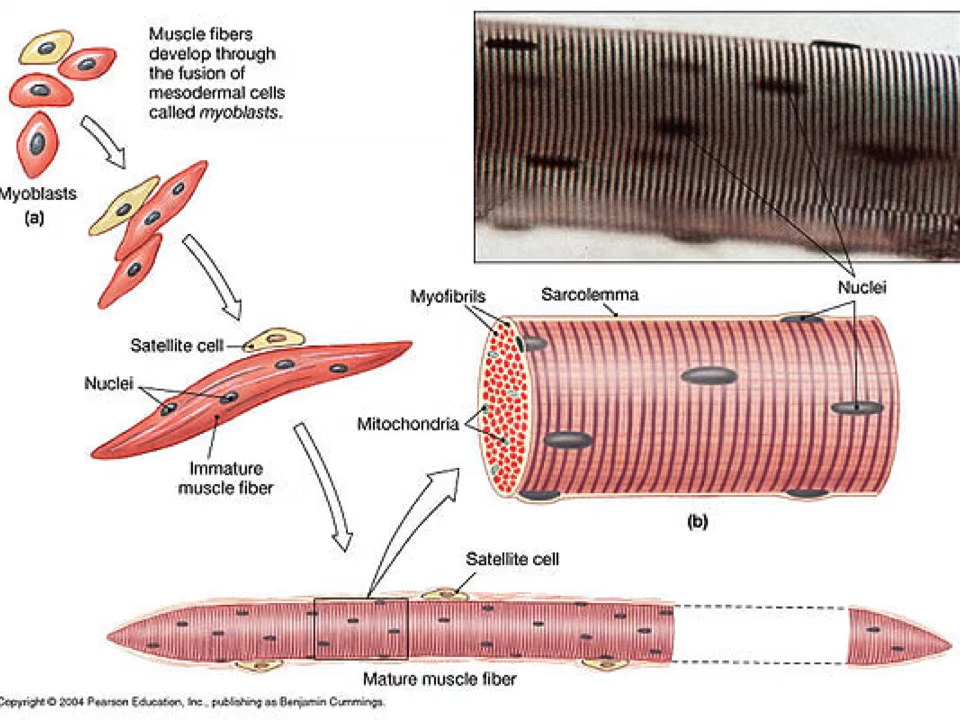 Muscle fibers
develop through
the fusion of
mesodermal cells
called myoblasts.
Myoblasts
(a)
Nuclei
Myofibrils
Sarcolemma
Satellite cell
Nuclei
Mitochondria
Immature
muscle fiber
(b)
Satellite cell
Mature muscle fiber
Copyright © 2004 Pearson Education, Inc., publishing as Benjamin Cummings.